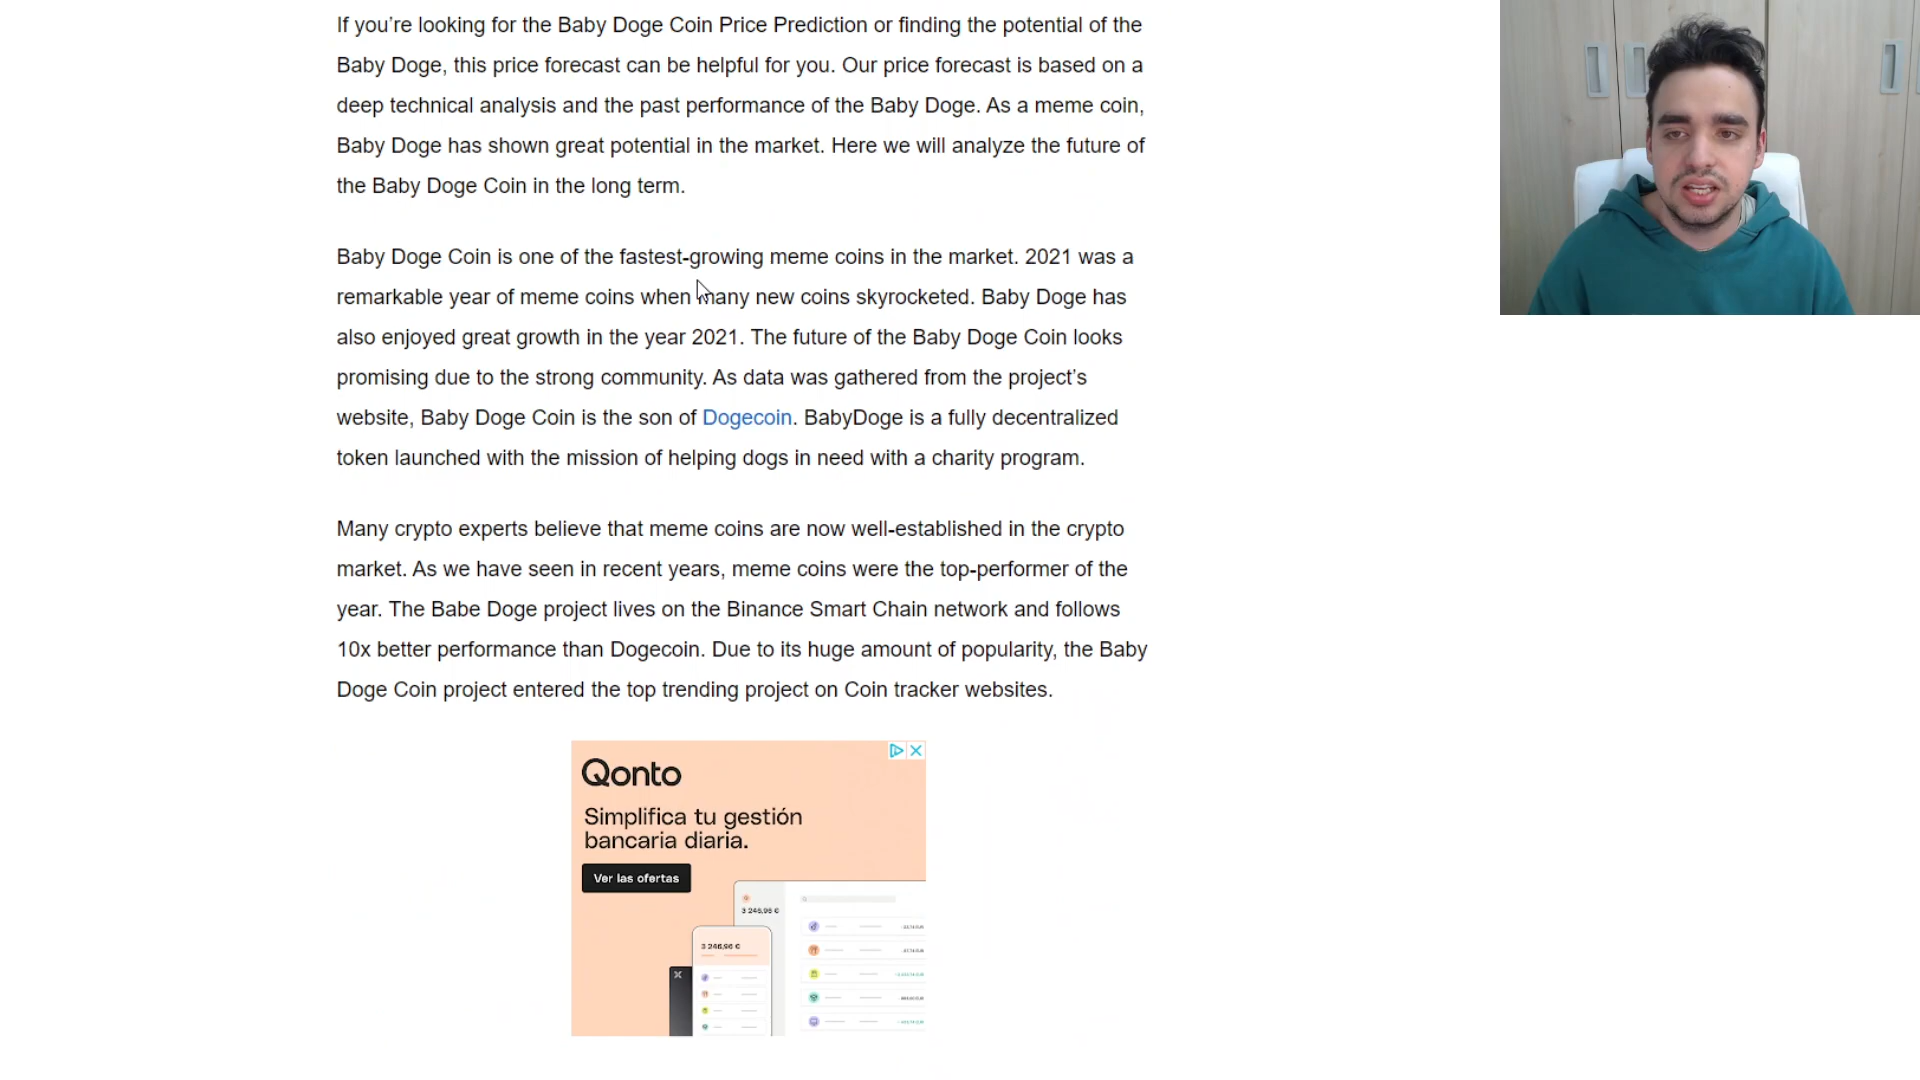 If you’re looking for the Baby Doge Coin Price Prediction or finding the potential of the
Baby Doge, this price forecast can be helpful for you. Our price forecast is based on a
deep technical analysis and the past performance of the Baby Doge. As a meme coin,
Baby Doge has shown great potential in the market. Here we will analyze the future of
the Baby Doge Coin in the long term.
Baby Doge Coin is one of the fastest-growing meme coins in the market. 2021 was a
remarkable year of meme coins when many new coins skyrocketed. Baby Doge has
also enjoyed great growth in the year 2021. The future of the Baby Doge Coin looks
promising due to the strong community. As data was gathered from the project’s
website, Baby Doge Coin is the son of Dogecoin. BabyDoge is a fully decentralized
token launched with the mission of helping dogs in need with a charity program.
Many crypto experts believe that meme coins are now well-established in the crypto
market. As we have seen in recent years, meme coins were the top-performer of the
year. The Babe Doge project lives on the Binance Smart Chain network and follows
10x better performance than Dogecoin. Due to its huge amount of popularity, the Baby
Doge Coin project entered the top trending project on Coin tracker websites.
Qonto
Simplifica tu gestión
bancaria diaria.
Ver las ofertas
3 246,96 €
3 246,96 €